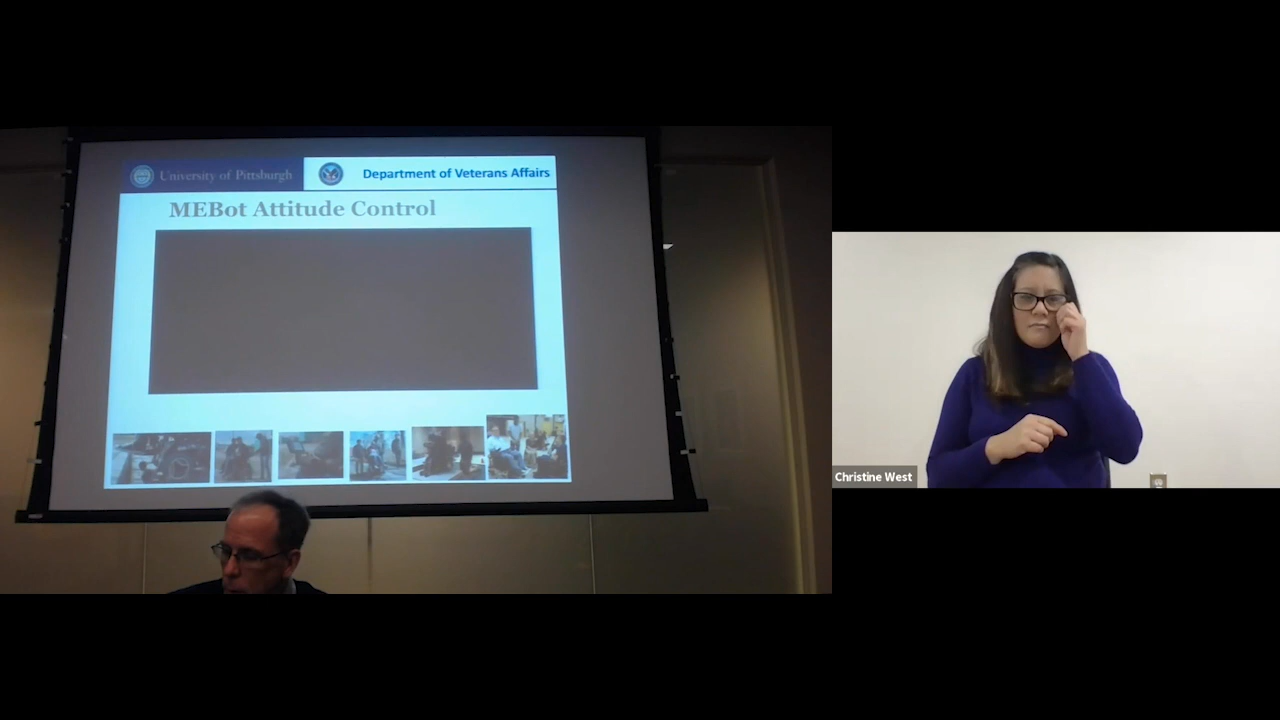 University of Pittsburgh
Department of Veterans Affairs
MEBot Attitude Control
Christine West